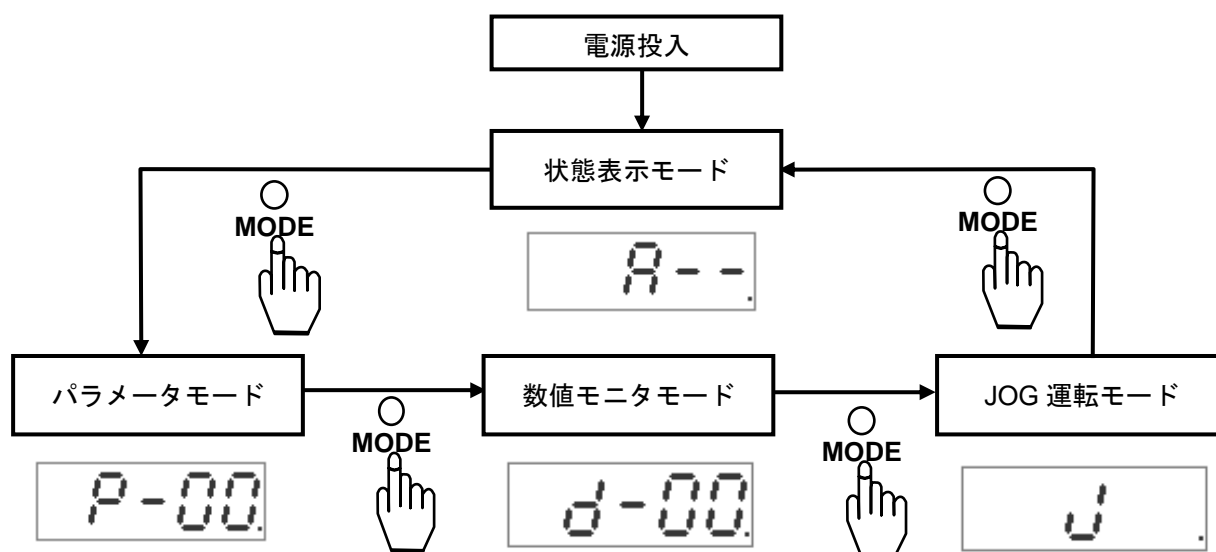 電源投入
状態表示モード
MODE
MODE
A--.
パラメータモード
数値モニタモード
JOG 運転モード
MODE
MODE
P-00.
d-00.
J.